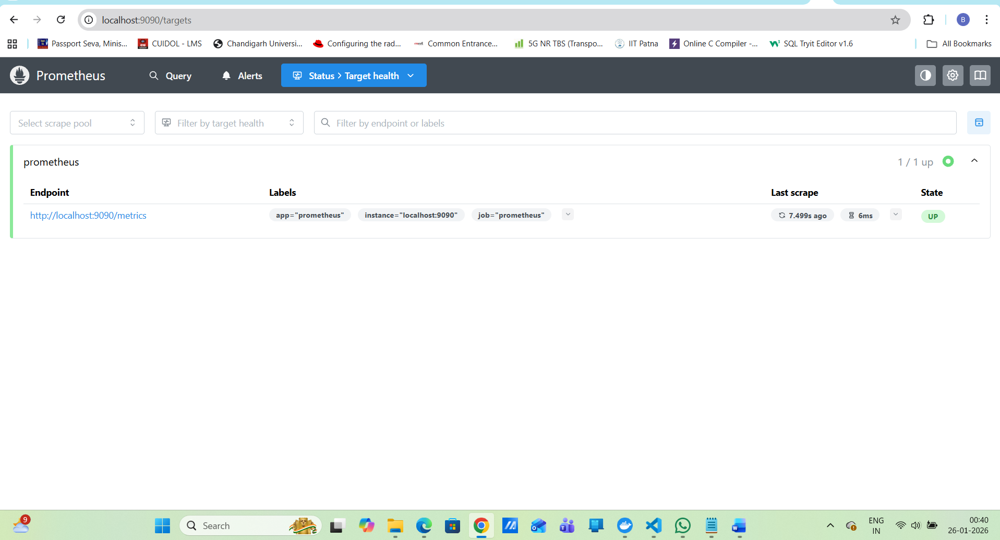 localhost:9090/targets
B
Passport Seva, Minis...
CUIDOL - LMS
Chandigarh Universi...
Configuring the rad...
Common Entrance...
5G NR TBS (Transpo...
IIT Patna
Online C Compiler -...
SQL Tryit Editor v1.6
All Bookmarks
Prometheus
Query
Alerts
Status > Target health
Select scrape pool
Filter by target health
Filter by endpoint or labels
prometheus
1 / 1 up
Endpoint Labels Last scrape State
http://localhost:9090/metrics app="prometheus" instance="localhost:9090" job="prometheus" 7.499s ago 6ms UP
9
Search
ENG
IN
00:40
26-01-2026